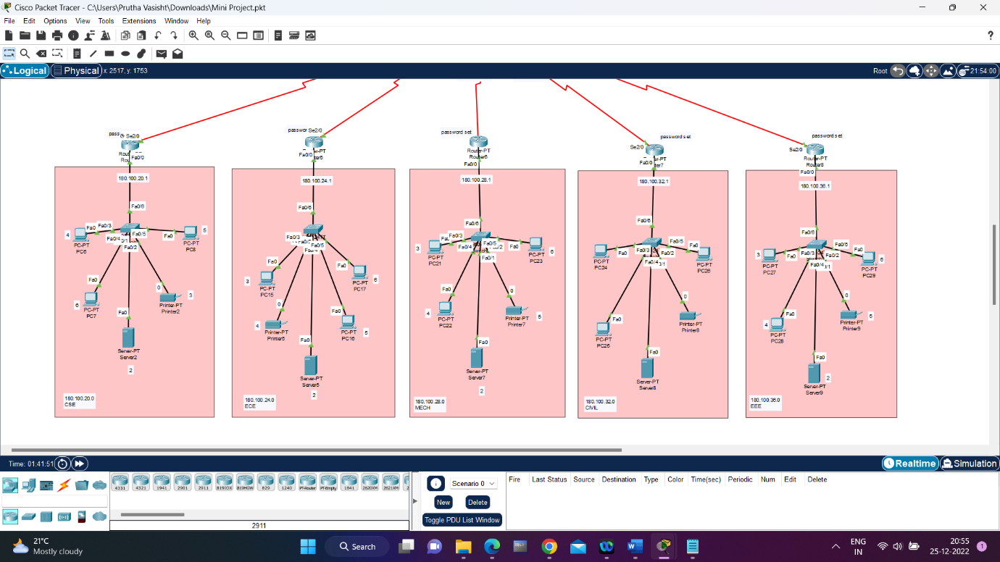 Cisco Packet Tracer - C:\Users\Prutha Vasisht\Downloads\Mini Project.pkt
File Edit Options View Tools Extensions Window Help
Logical Physical x: 2517, y: 1753 Root 21:54:00
Se2/0
Fa0/0
180.100.20.1
Fa0/6
4
Fa0
Fa0/3
Fa0/4
Fa0/5
Fa0/2
Fa0
5
PC-PT
PC6
PC-PT
PC8
Fa0
6
PC-PT
PC7
Fa0
0
3
Printer-PT
Printer2
Server-PT
Server2
2
180.100.20.0
CSE
Se2/0
Fa0/0
180.100.24.1
Fa0/6
Fa0/3
Fa0/5
Fa0
3
PC-PT
PC15
Fa0
6
PC-PT
PC17
0
4
Printer-PT
Fa0
PC-PT
PC16
5
Fa0
Server-PT
2
180.100.24.0
ECE
password set
Router-PT
Router6
Fa0/0
180.100.28.1
Fa0/6
Fa0/3
Fa0/4
Fa0/5
Fa0/1
3
Fa0
PC-PT
PC21
Fa0
6
PC-PT
PC23
Fa0
4
PC-PT
PC22
0
Printer-PT
Printer7
Fa0
Server-PT
Server7
2
180.100.28.0
MECH
password set
Se2/0
Fa0/0
180.100.32.1
Fa0/6
Fa0/5
Fa0/3
Fa0/2
Fa0/4
Fa0
PC-PT
PC24
Fa0
PC-PT
PC26
Fa0
PC-PT
PC25
0
Printer-PT
Printer8
Fa0
Server-PT
Server8
180.100.32.0
CIVIL
password set
Se2/0
Router-PT
Router8
Fa0/0
180.100.36.1
Fa0/6
Fa0/3
Fa0/5
Fa0/2
Fa0/4
3
Fa0
PC-PT
PC27
Fa0
6
PC-PT
PC29
Fa0
4
PC-PT
PC28
0
5
Printer-PT
Printer9
Fa0
Server-PT
Server9
2
180.100.36.0
EEE
Time: 01:41:51 Realtime Simulation
4331 4321 1941 2901 2911 819IOX 819HGW 829 1240 PT-Router PT-Empty 1841 2620XM 2621XM
2911
Scenario 0
New Delete
Toggle PDU List Window
Fire Last Status Source Destination Type Color Time(sec) Periodic Num Edit Delete
21°C
Mostly cloudy
Search
ENG
IN
20:55
25-12-2022
1